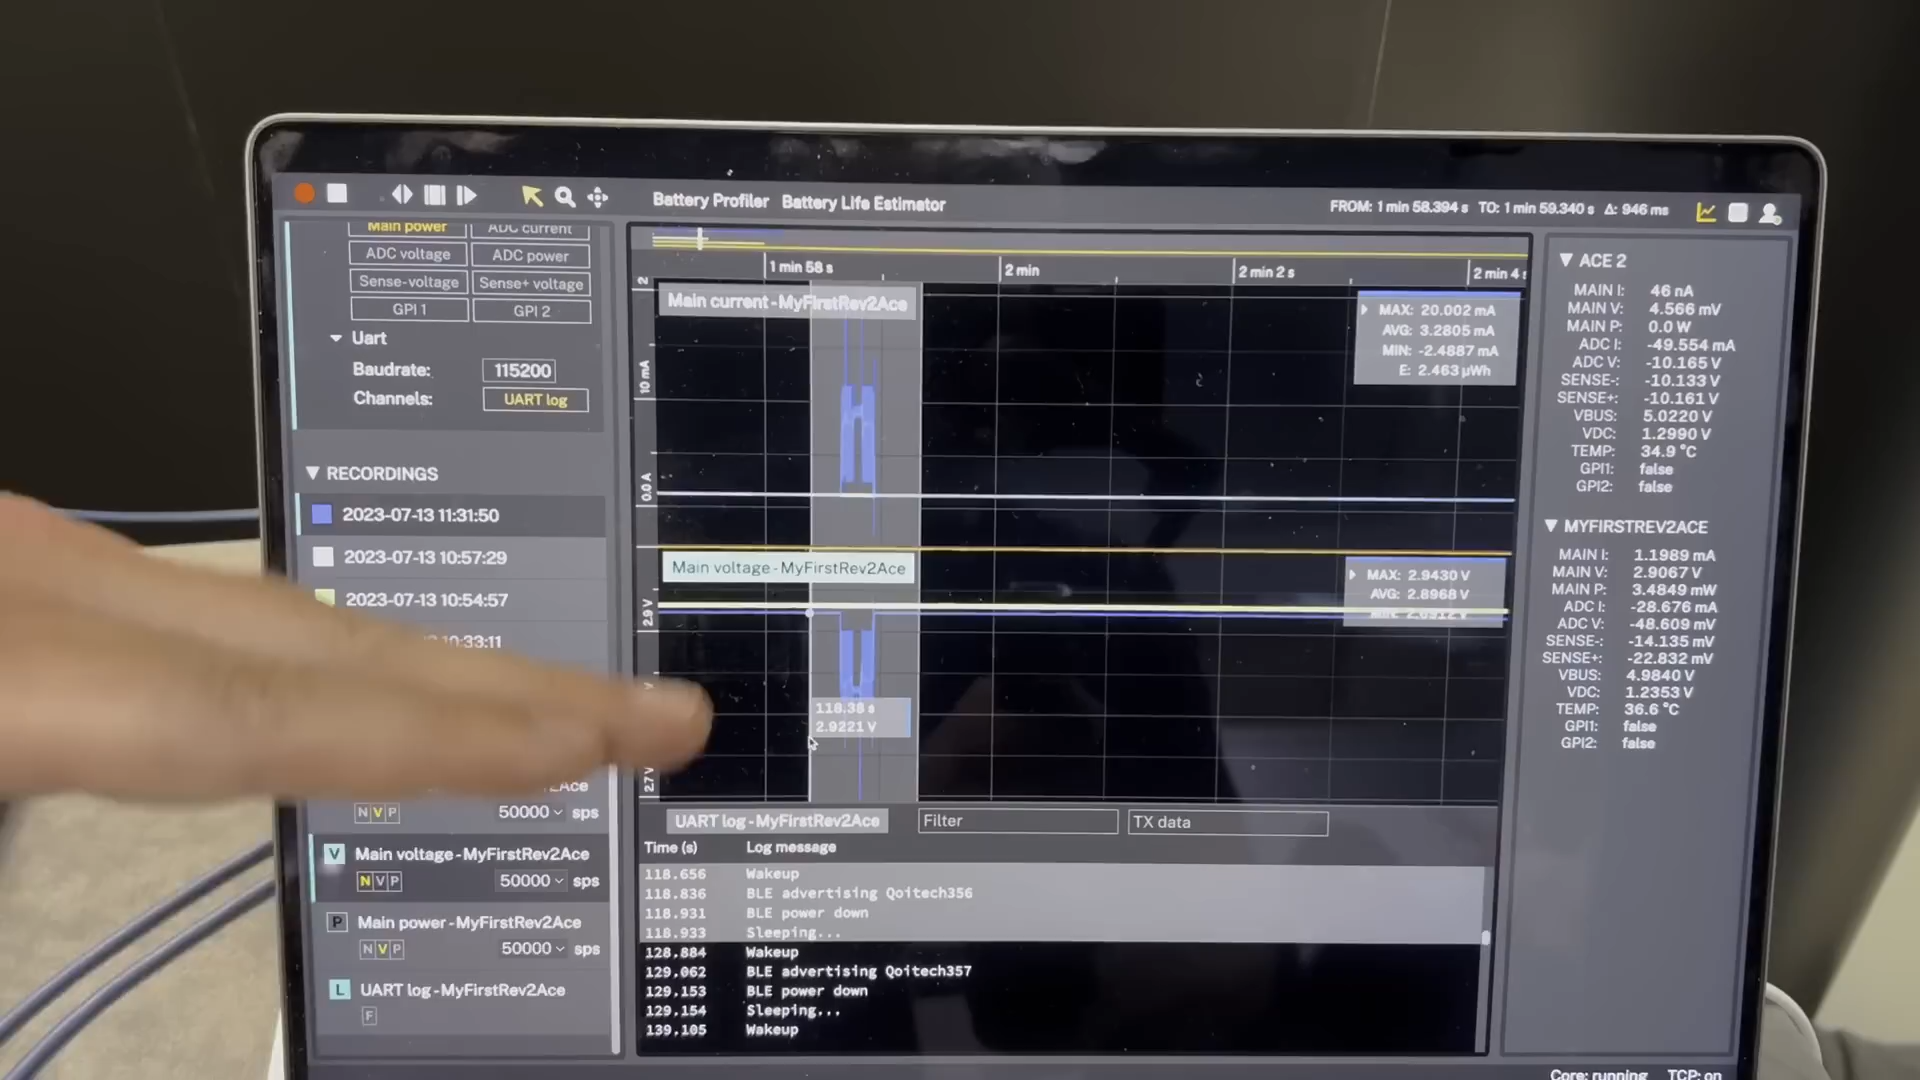 Battery Profiler Battery Life Estimator
FROM: 1 min 58.394 s TO: 1 min 59.340 s Δ: 946 ms
Main power ADC current
ADC voltage ADC power
Sense-voltage Sense+ voltage
GPI 1 GPI 2
Uart
Baudrate: 115200
Channels: UART log
RECORDINGS
2023-07-13 11:31:50
2023-07-13 10:57:29
2023-07-13 10:54:57
10:33:11
N V P 50000 sps
V Main voltage - MyFirstRev2Ace
N V P 50000 sps
P Main power - MyFirstRev2Ace
N V P 50000 sps
L UART log - MyFirstRev2Ace
F
1 min 58 s 2 min 2 min 2 s 2 min 4 s
Main current - MyFirstRev2Ace
MAX: 20.002 mA
AVG: 3.2805 mA
MIN: -2.4887 mA
E: 2.463 µWh
10 mA
0.0 A
Main voltage - MyFirstRev2Ace
MAX: 2.9430 V
AVG: 2.8968 V
2.9 V
118.38 s
2.9221 V
2.7 V
UART log - MyFirstRev2Ace Filter TX data
Time (s) Log message
118.656 Wakeup
118.836 BLE advertising Qoitech356
118.931 BLE power down
118.933 Sleeping...
128.884 Wakeup
129.062 BLE advertising Qoitech357
129.153 BLE power down
129.154 Sleeping...
139.105 Wakeup
ACE 2
MAIN I: 46 nA
MAIN V: 4.566 mV
MAIN P: 0.0 W
ADC I: -49.554 mA
ADC V: -10.165 V
SENSE-: -10.133 V
SENSE+: -10.161 V
VBUS: 5.0220 V
VDC: 1.2990 V
TEMP: 34.9 °C
GPI1: false
GPI2: false
MYFIRSTREV2ACE
MAIN I: 1.1989 mA
MAIN V: 2.9067 V
MAIN P: 3.4849 mW
ADC I: -28.676 mA
ADC V: -48.609 mV
SENSE-: -14.135 mV
SENSE+: -22.832 mV
VBUS: 4.9840 V
VDC: 1.2353 V
TEMP: 36.6 °C
GPI1: false
GPI2: false
Core: running TCP: on